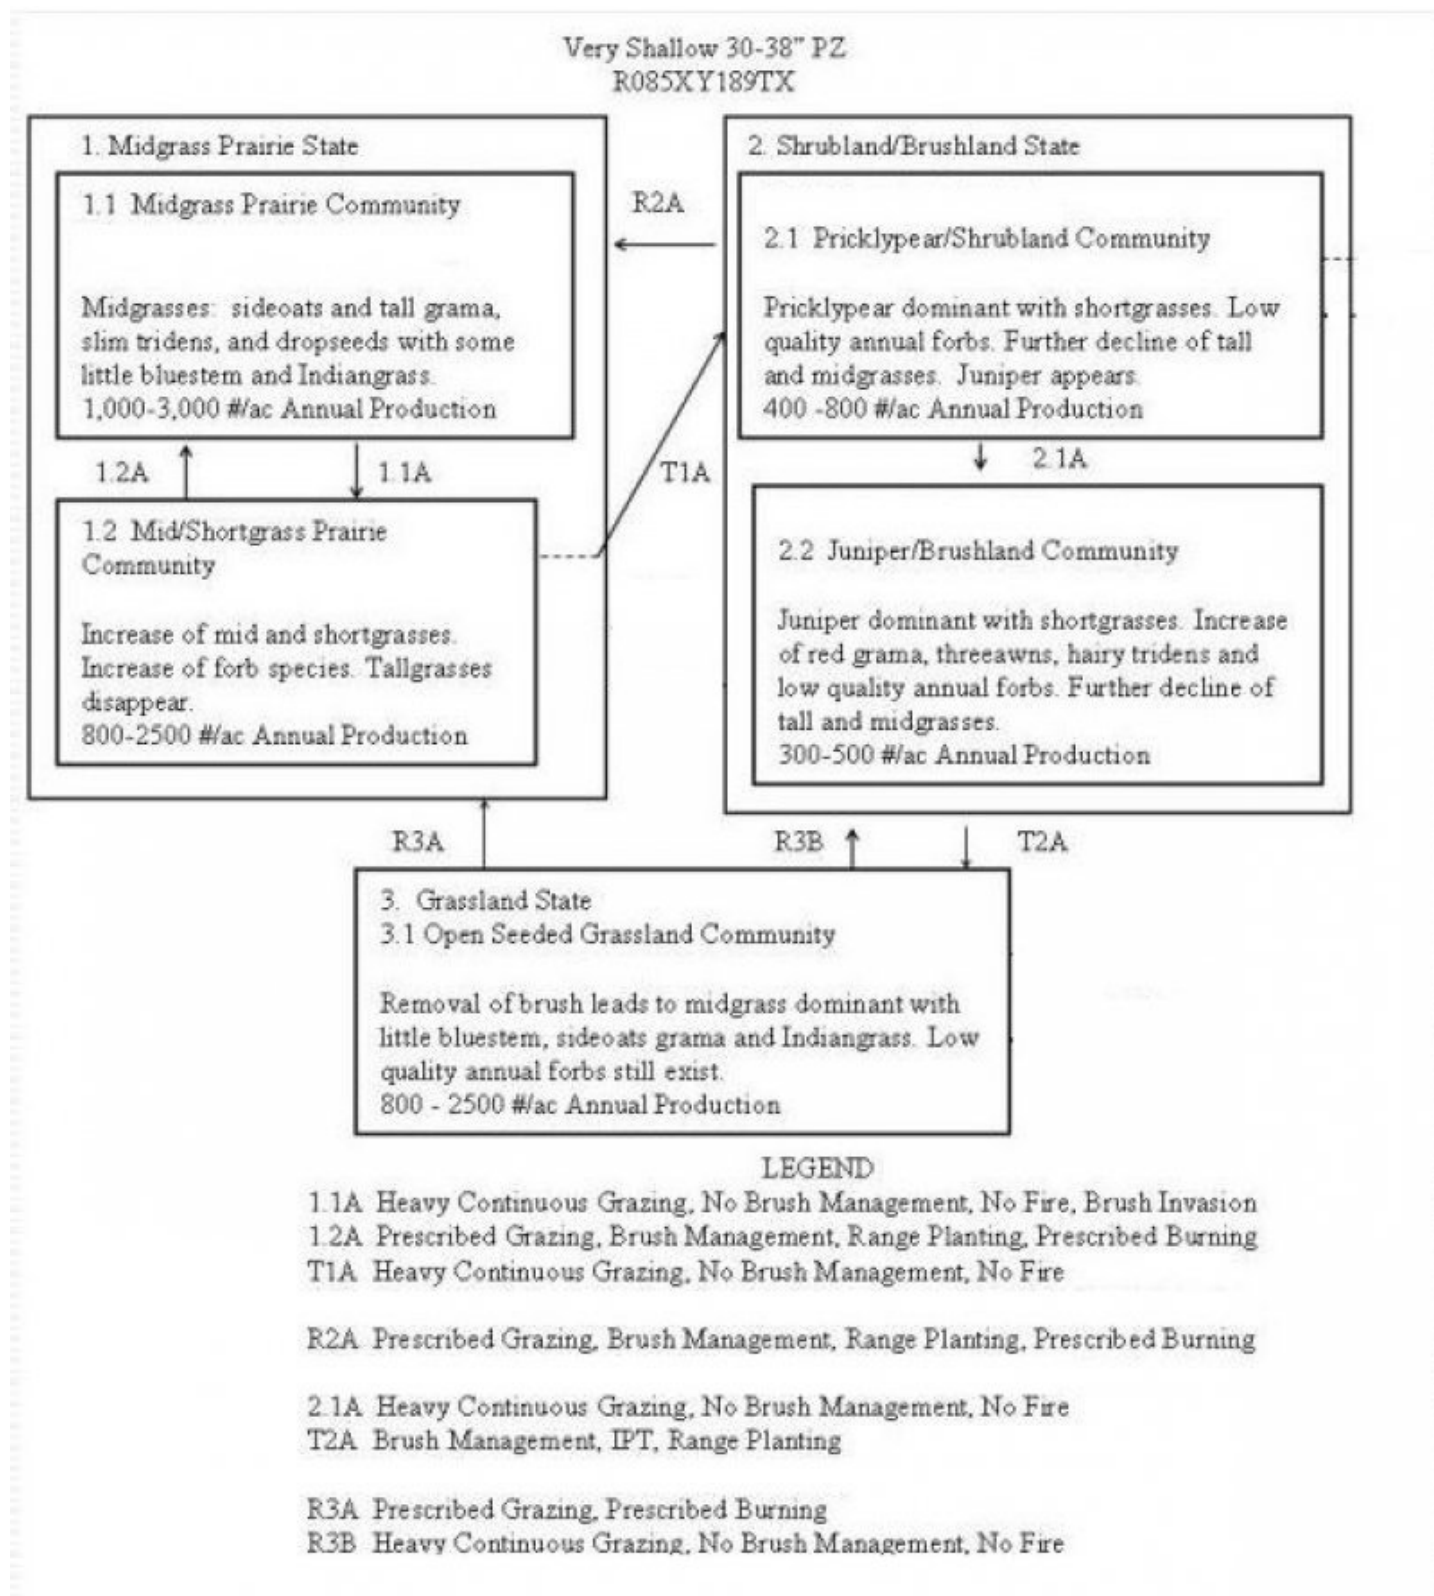 Very Shallow 30-38” PZ
R085XY189TX
1. Midgrass Prairie State
1.1 Midgrass Prairie Community
Midgrasses: sideoats and tall grama,
slim tridens, and dropseeds with some
little bluestem and Indiangrass.
1,000-3,000 #/ac Annual Production
1.2A
1.1A
1.2 Mid/Shortgrass Prairie
Community
Increase of mid and shortgrasses.
Increase of forb species. Tallgrasses
disappear.
800-2500 #/ac Annual Production
R2A
T1A
2. Shrubland/Brushland State
2.1 Pricklypear/Shrubland Community
Pricklypear dominant with shortgrasses. Low
quality annual forbs. Further decline of tall
and midgrasses. Juniper appears.
400 -800 #/ac Annual Production
2.1A
2.2 Juniper/Brushland Community
Juniper dominant with shortgrasses. Increase
of red grama, threeawns, hairy tridens and
low quality annual forbs. Further decline of
tall and midgrasses.
300-500 #/ac Annual Production
R3A
R3B
T2A
3. Grassland State
3.1 Open Seeded Grassland Community
Removal of brush leads to midgrass dominant with
little bluestem, sideoats grama and Indiangrass. Low
quality annual forbs still exist.
800 - 2500 #/ac Annual Production
LEGEND
1.1A Heavy Continuous Grazing, No Brush Management, No Fire, Brush Invasion
1.2A Prescribed Grazing, Brush Management, Range Planting, Prescribed Burning
T1A Heavy Continuous Grazing, No Brush Management, No Fire
R2A Prescribed Grazing, Brush Management, Range Planting, Prescribed Burning
2.1A Heavy Continuous Grazing, No Brush Management, No Fire
T2A Brush Management, IPT, Range Planting
R3A Prescribed Grazing, Prescribed Burning
R3B Heavy Continuous Grazing, No Brush Management, No Fire